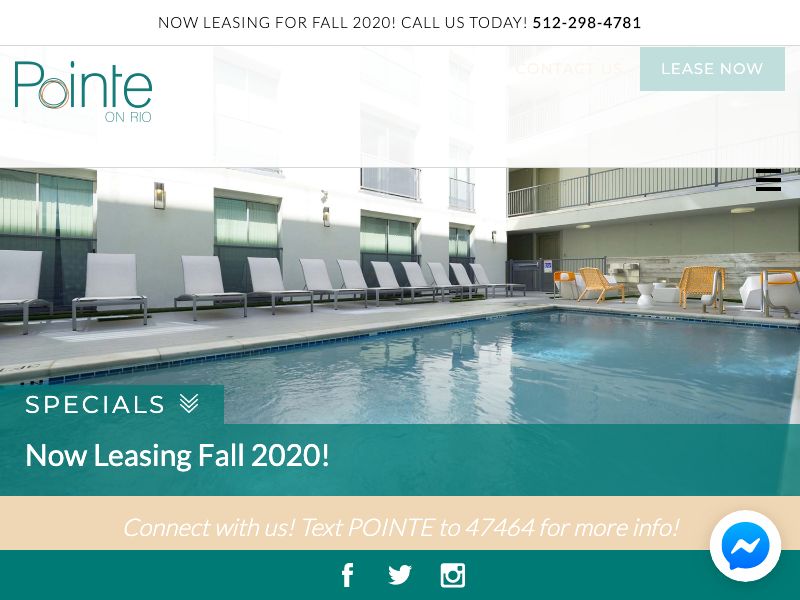 NOW LEASING FOR FALL 2020! CALL US TODAY! 512-298-4781
CONTACT US
LEASE NOW
Pointe
ON RIO
SPECIALS
Now Leasing Fall 2020!
Connect with us! Text POINTE to 47464 for more info!